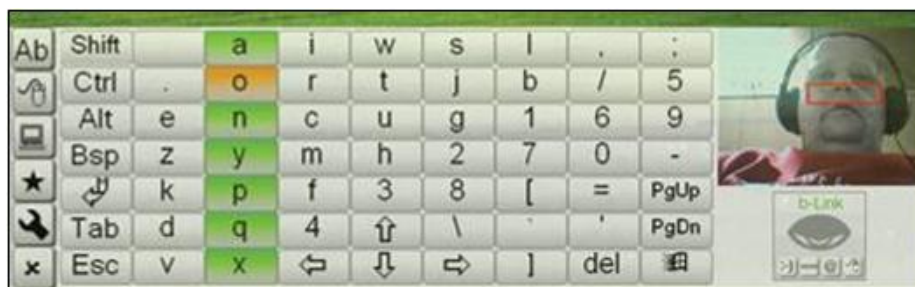 Ab Shift a i w s l , ;
Ctrl . o r t j b / 5
Alt e n c u g 1 6 9
Bsp z y m h 2 7 0 -
k p f 3 8 [ = PgUp
Tab d q 4 ⇧ \ ` ' PgDn
x Esc v x ⇦ ⇩ ⇨ ] del
b-Link